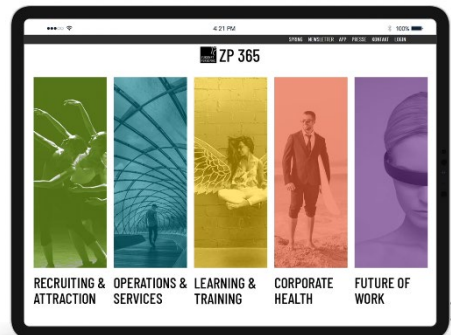 4:21 PM
100%
NEWSLETTER APP PRESSE KONTAKT LOGIN
ZP 365
RECRUITING &
ATTRACTION
OPERATIONS &
SERVICES
LEARNING &
TRAINING
CORPORATE
HEALTH
FUTURE OF
WORK